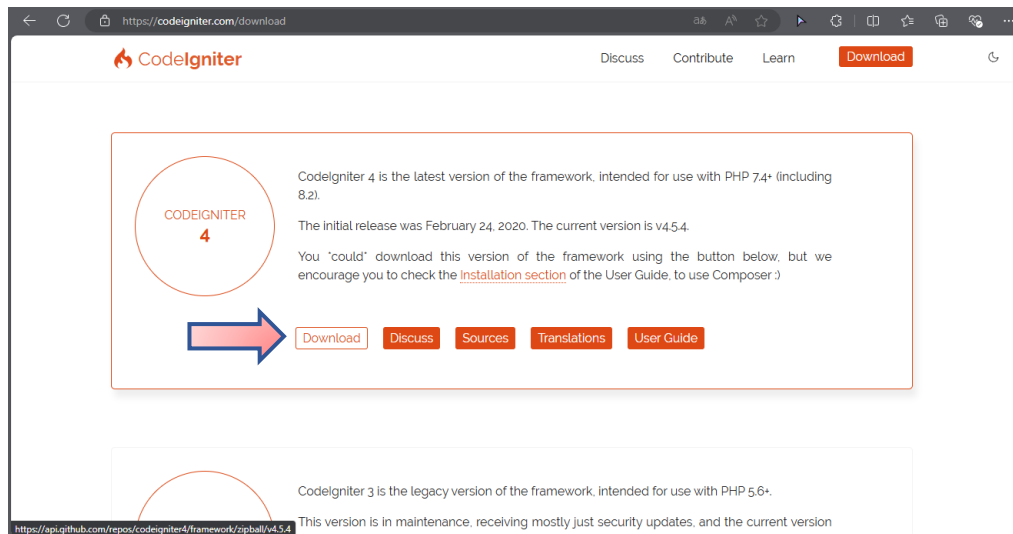 https://codeigniter.com/download
CodeIgniter
Discuss Contribute Learn Download
CODEIGNITER
4
CodeIgniter 4 is the latest version of the framework, intended for use with PHP 7.4+ (including
8.2).
The initial release was February 24, 2020. The current version is v4.5.4.
You *could* download this version of the framework using the button below, but we
encourage you to check the Installation section of the User Guide, to use Composer :)
Download Discuss Sources Translations User Guide
CodeIgniter 3 is the legacy version of the framework, intended for use with PHP 5.6+.
This version is in maintenance, receiving mostly just security updates, and the current version
https://api.github.com/repos/codeigniter4/framework/zipball/v4.5.4